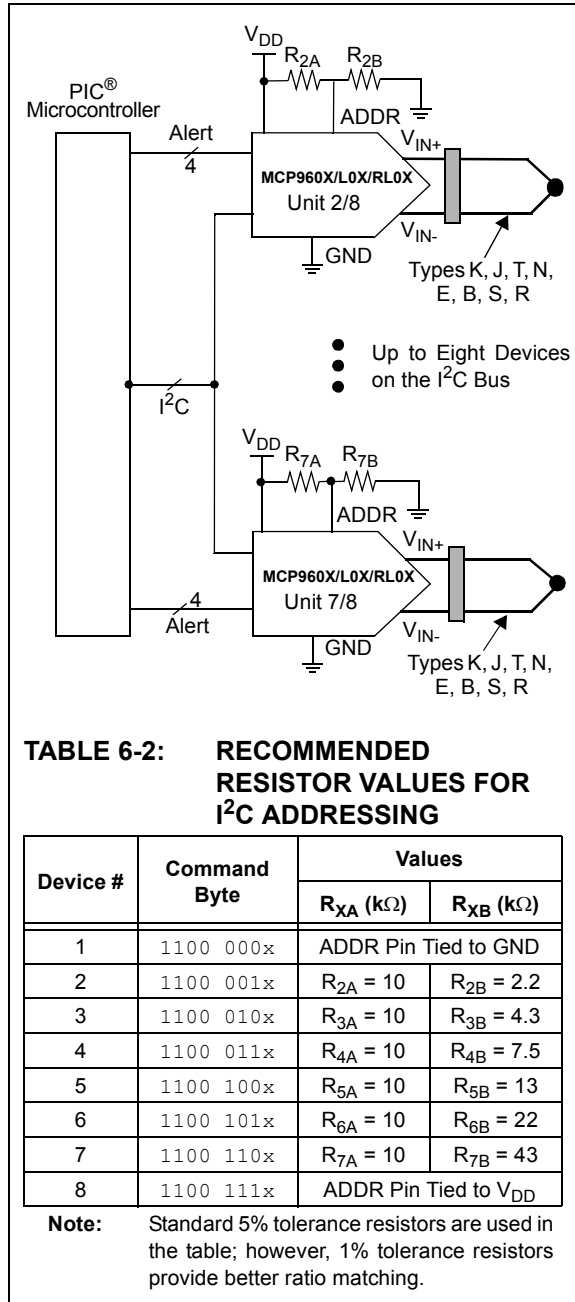 V_DD
R_2A R_2B
PIC®
Microcontroller
Alert
4
ADDR
V_IN+
MCP960X/L0X/RL0X
Unit 2/8
V_IN-
GND
Types K, J, T, N,
E, B, S, R
Up to Eight Devices
on the I²C Bus
I²C
V_DD
R_7A R_7B
ADDR
V_IN+
MCP960X/L0X/RL0X
Unit 7/8
4
Alert
V_IN-
GND
Types K, J, T, N,
E, B, S, R
TABLE 6-2: RECOMMENDED
RESISTOR VALUES FOR
I²C ADDRESSING
Device # Command Byte Values
R_XA (kΩ) R_XB (kΩ)
1 1100 000x ADDR Pin Tied to GND
2 1100 001x R_2A = 10 R_2B = 2.2
3 1100 010x R_3A = 10 R_3B = 4.3
4 1100 011x R_4A = 10 R_4B = 7.5
5 1100 100x R_5A = 10 R_5B = 13
6 1100 101x R_6A = 10 R_6B = 22
7 1100 110x R_7A = 10 R_7B = 43
8 1100 111x ADDR Pin Tied to V_DD
Note: Standard 5% tolerance resistors are used in
the table; however, 1% tolerance resistors
provide better ratio matching.